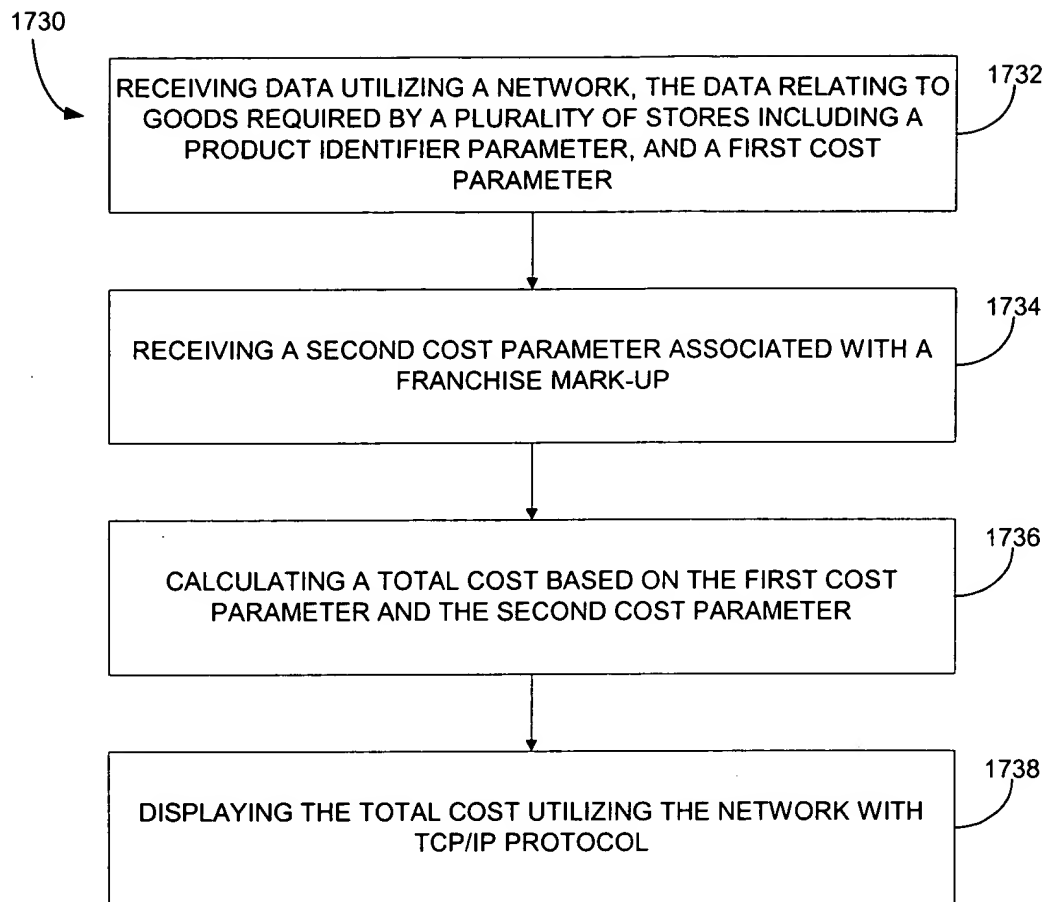 1730
RECEIVING DATA UTILIZING A NETWORK, THE DATA RELATING TO
GOODS REQUIRED BY A PLURALITY OF STORES INCLUDING A
PRODUCT IDENTIFIER PARAMETER, AND A FIRST COST
PARAMETER
1732
RECEIVING A SECOND COST PARAMETER ASSOCIATED WITH A
FRANCHISE MARK-UP
1734
CALCULATING A TOTAL COST BASED ON THE FIRST COST
PARAMETER AND THE SECOND COST PARAMETER
1736
DISPLAYING THE TOTAL COST UTILIZING THE NETWORK WITH
TCP/IP PROTOCOL
1738